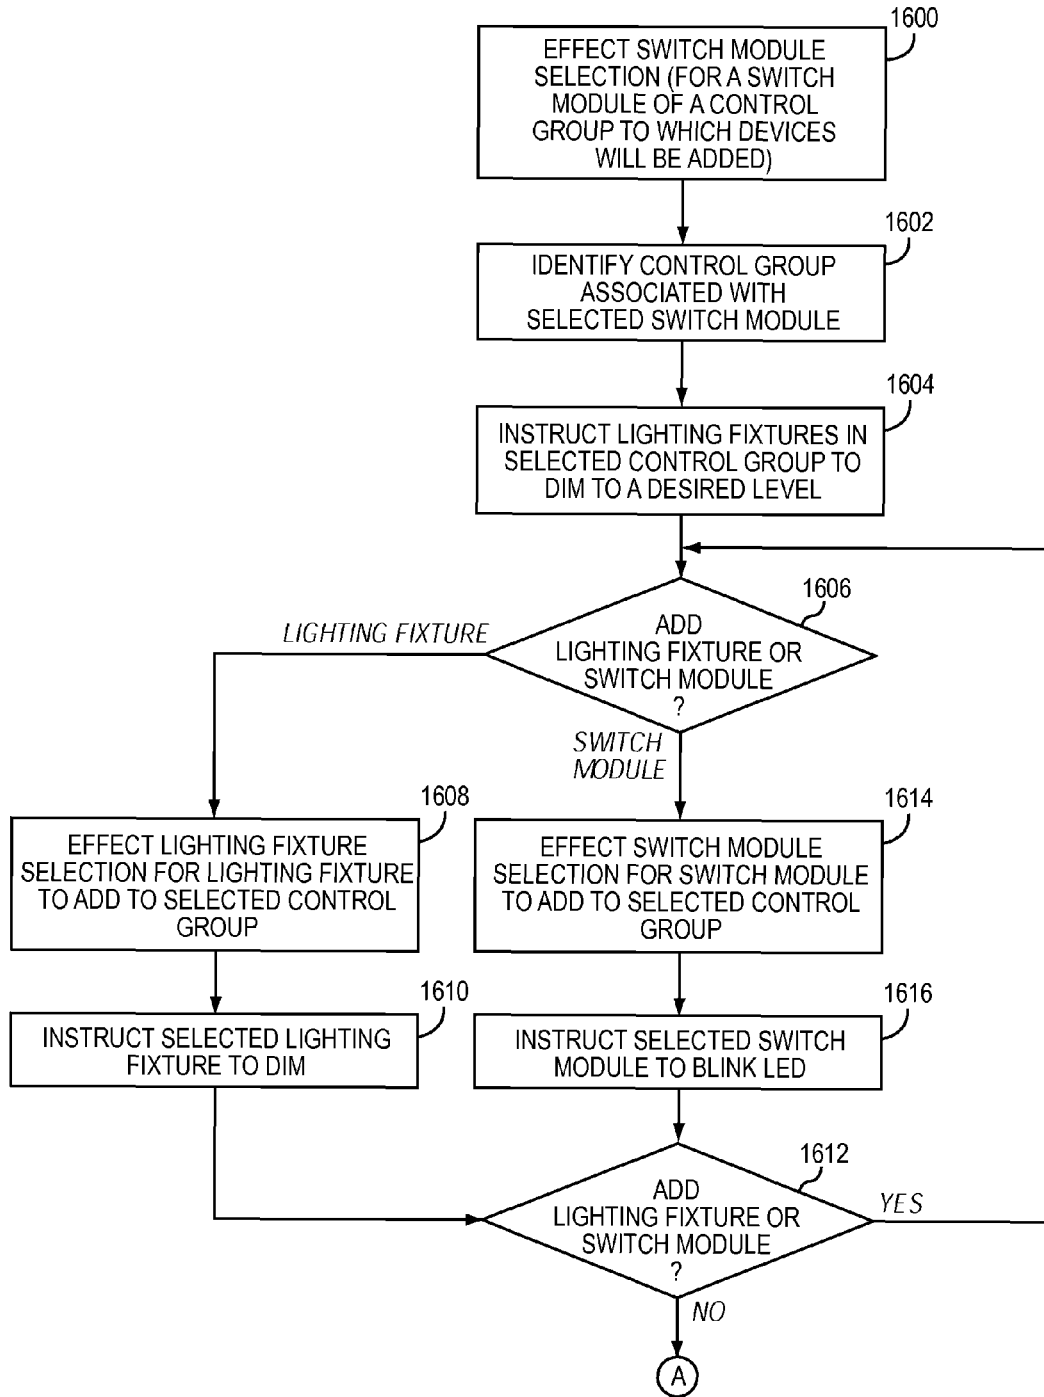 1600
EFFECT SWITCH MODULE
SELECTION (FOR A SWITCH
MODULE OF A CONTROL
GROUP TO WHICH DEVICES
WILL BE ADDED)
1602
IDENTIFY CONTROL GROUP
ASSOCIATED WITH
SELECTED SWITCH MODULE
1604
INSTRUCT LIGHTING FIXTURES IN
SELECTED CONTROL GROUP TO
DIM TO A DESIRED LEVEL
1606
ADD
LIGHTING FIXTURE OR
SWITCH MODULE
?
LIGHTING FIXTURE
SWITCH
MODULE
1608
EFFECT LIGHTING FIXTURE
SELECTION FOR LIGHTING FIXTURE
TO ADD TO SELECTED CONTROL
GROUP
1614
EFFECT SWITCH MODULE
SELECTION FOR SWITCH MODULE
TO ADD TO SELECTED CONTROL
GROUP
1610
INSTRUCT SELECTED LIGHTING
FIXTURE TO DIM
1616
INSTRUCT SELECTED SWITCH
MODULE TO BLINK LED
1612
ADD
LIGHTING FIXTURE OR
SWITCH MODULE
?
YES
NO
A